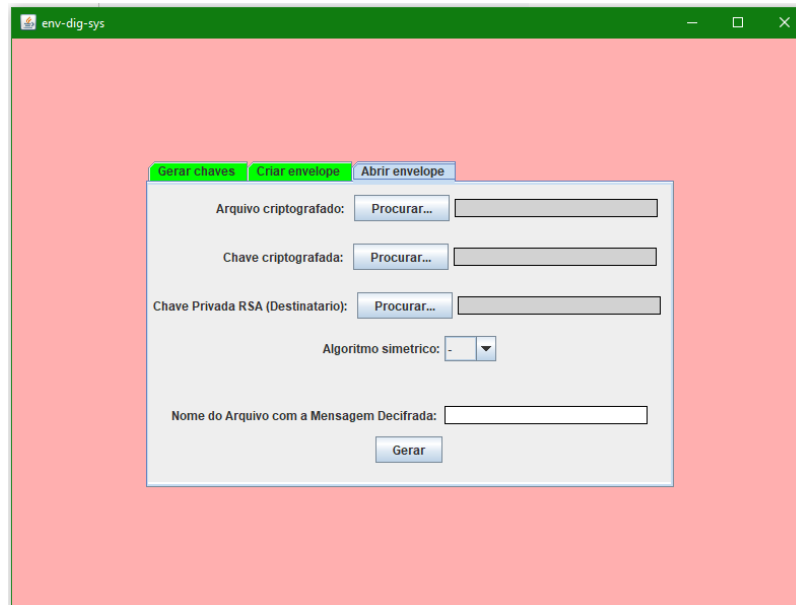 env-dig-sys
Gerar chaves Criar envelope Abrir envelope
Arquivo criptografado: Procurar...
Chave criptografada: Procurar...
Chave Privada RSA (Destinatario): Procurar...
Algoritmo simetrico: -
Nome do Arquivo com a Mensagem Decifrada:
Gerar